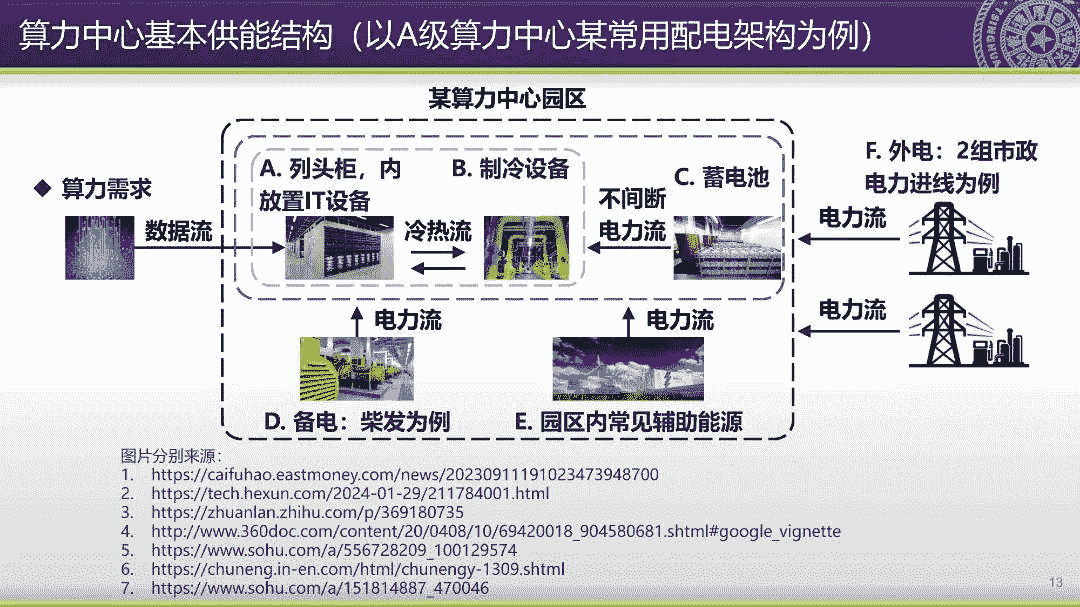 算力中心基本供能结构（以A级算力中心某常用配电架构为例）
某算力中心园区
◆ 算力需求
数据流
A. 列头柜，内
放置IT设备
冷热流
B. 制冷设备
不间断
电力流
C. 蓄电池
F. 外电：2组市政
电力进线为例
电力流
电力流
电力流
电力流
D. 备电：柴发为例
E. 园区内常见辅助能源
图片分别来源：
1. https://caifuhao.eastmoney.com/news/20230911191023473948700
2. https://tech.hexun.com/2024-01-29/211784001.html
3. https://zhuanlan.zhihu.com/p/369180735
4. http://www.360doc.com/content/20/0408/10/69420018_904580681.shtml#google_vignette
5. https://www.sohu.com/a/556728209_100129574
6. https://chuneng.in-en.com/html/chunengy-1309.shtml
7. https://www.sohu.com/a/151814887_470046
13